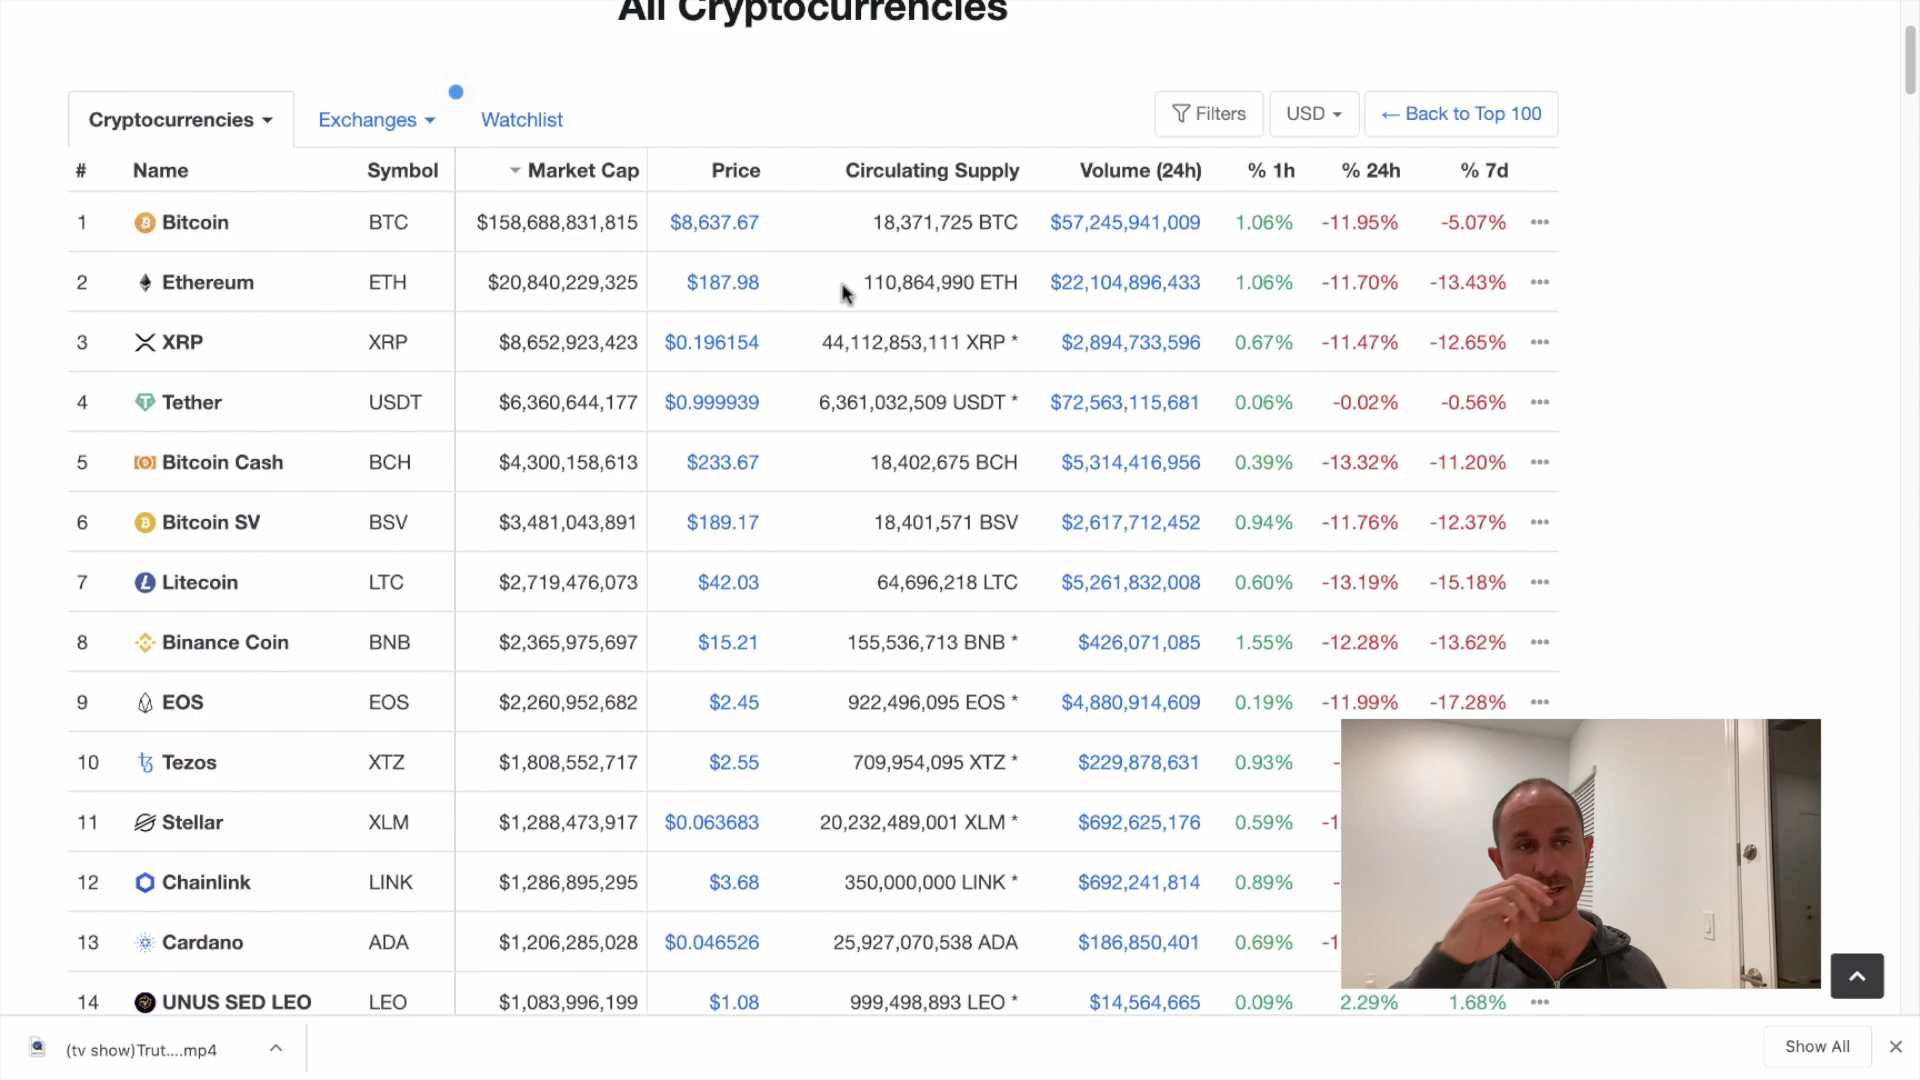 All Cryptocurrencies
Cryptocurrencies Exchanges Watchlist Filters USD ← Back to Top 100
# Name Symbol Market Cap Price Circulating Supply Volume (24h) % 1h % 24h % 7d
1 Bitcoin BTC $158,688,831,815 $8,637.67 18,371,725 BTC $57,245,941,009 1.06% -11.95% -5.07%
2 Ethereum ETH $20,840,229,325 $187.98 110,864,990 ETH $22,104,896,433 1.06% -11.70% -13.43%
3 XRP XRP $8,652,923,423 $0.196154 44,112,853,111 XRP * $2,894,733,596 0.67% -11.47% -12.65%
4 Tether USDT $6,360,644,177 $0.999939 6,361,032,509 USDT * $72,563,115,681 0.06% -0.02% -0.56%
5 Bitcoin Cash BCH $4,300,158,613 $233.67 18,402,675 BCH $5,314,416,956 0.39% -13.32% -11.20%
6 Bitcoin SV BSV $3,481,043,891 $189.17 18,401,571 BSV $2,617,712,452 0.94% -11.76% -12.37%
7 Litecoin LTC $2,719,476,073 $42.03 64,696,218 LTC $5,261,832,008 0.60% -13.19% -15.18%
8 Binance Coin BNB $2,365,975,697 $15.21 155,536,713 BNB * $426,071,085 1.55% -12.28% -13.62%
9 EOS EOS $2,260,952,682 $2.45 922,496,095 EOS * $4,880,914,609 0.19% -11.99% -17.28%
10 Tezos XTZ $1,808,552,717 $2.55 709,954,095 XTZ * $229,878,631 0.93% -
11 Stellar XLM $1,288,473,917 $0.063683 20,232,489,001 XLM * $692,625,176 0.59% -1
12 Chainlink LINK $1,286,895,295 $3.68 350,000,000 LINK * $692,241,814 0.89% -
13 Cardano ADA $1,206,285,028 $0.046526 25,927,070,538 ADA $186,850,401 0.69% -1
14 UNUS SED LEO LEO $1,083,996,199 $1.08 999,498,893 LEO * $14,564,665 0.09% 2.29% 1.68%
(tv show)Trut....mp4 Show All